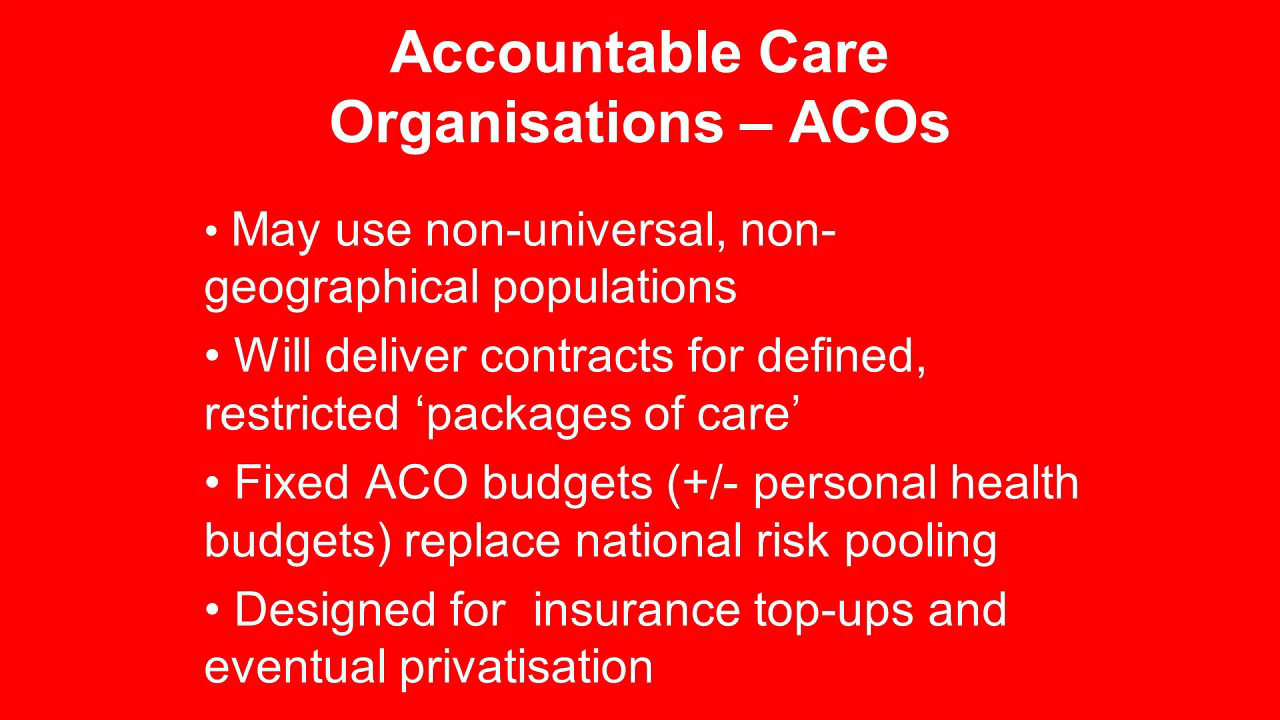 Accountable Care
Organisations – ACOs
• May use non-universal, non-
geographical populations
• Will deliver contracts for defined,
restricted ‘packages of care’
• Fixed ACO budgets (+/- personal health
budgets) replace national risk pooling
• Designed for  insurance top-ups and
eventual privatisation